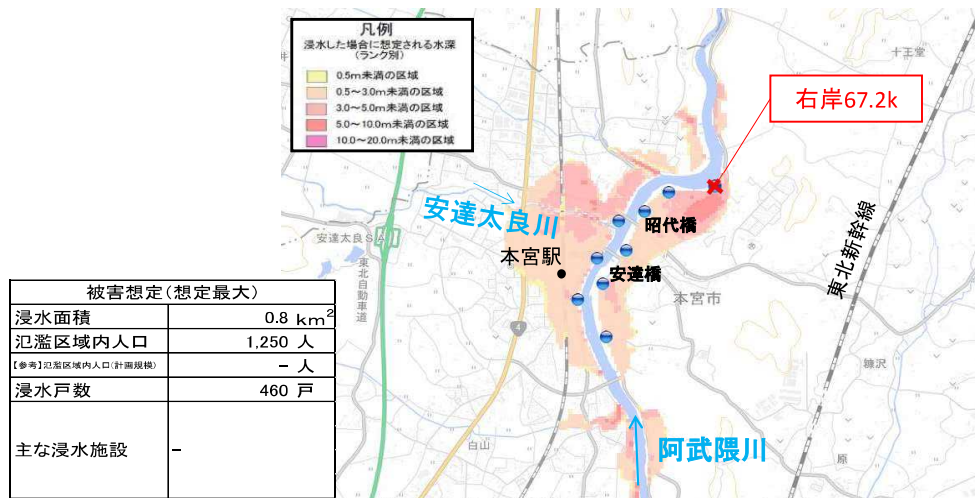 凡例
浸水した場合に想定される水深
(ランク別)
0.5m未満の区域
0.5～3.0m未満の区域
3.0～5.0m未満の区域
5.0～10.0m未満の区域
10.0～20.0m未満の区域
右岸67.2k
十王堂
安達太良川
昭代橋
安達太良SA
本宮駅
安達橋
東北自動車道
本宮市
東北新幹線
4
糠沢
白山
阿武隈川
原
被害想定(想定最大)
浸水面積 0.8 km²
氾濫区域内人口 1,250 人
【参考】氾濫区域内人口(計画規模) - 人
浸水戸数 460 戸
主な浸水施設 -